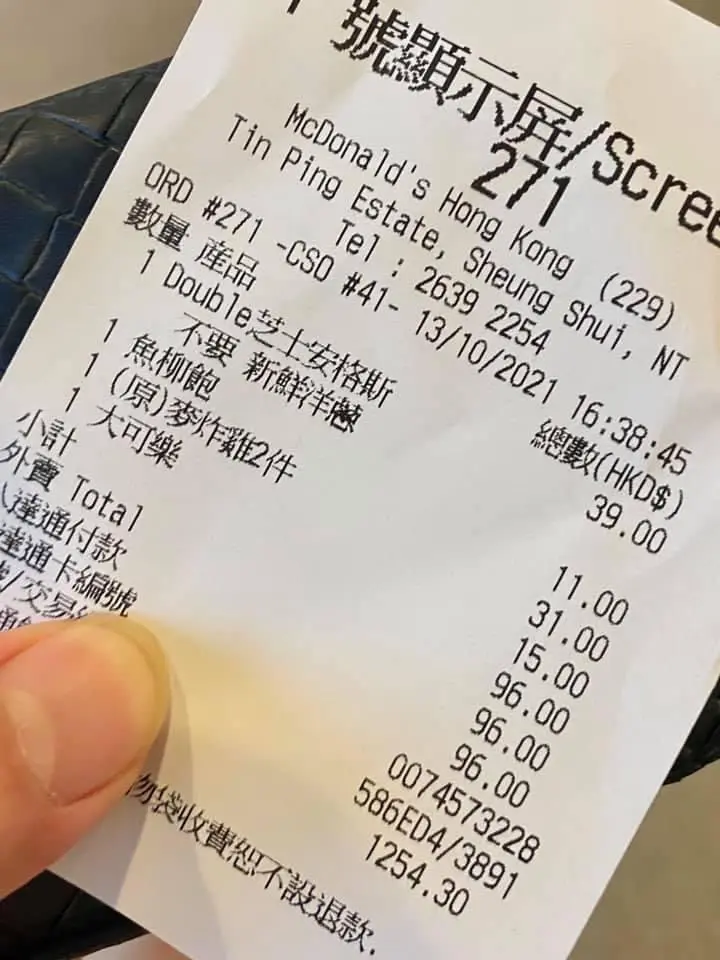 號顯示屏/Scree
271
McDonald's Hong Kong (229)
Tin Ping Estate, Sheung Shui, NT
Tel : 2639 2254
ORD #271 -CSO #41- 13/10/2021 16:38:45
數量 產品 總數(HKD$)
1 Double芝士安格斯 39.00
不要 新鮮洋葱
1 魚柳飽 11.00
1 (原)麥炸雞2件 31.00
1 大可樂 15.00
小計 96.00
外賣 Total 96.00
達通付款 96.00
達通卡編號 0074573228
/交易 586ED4/3891
1254.30
物袋收費恕不設退款.